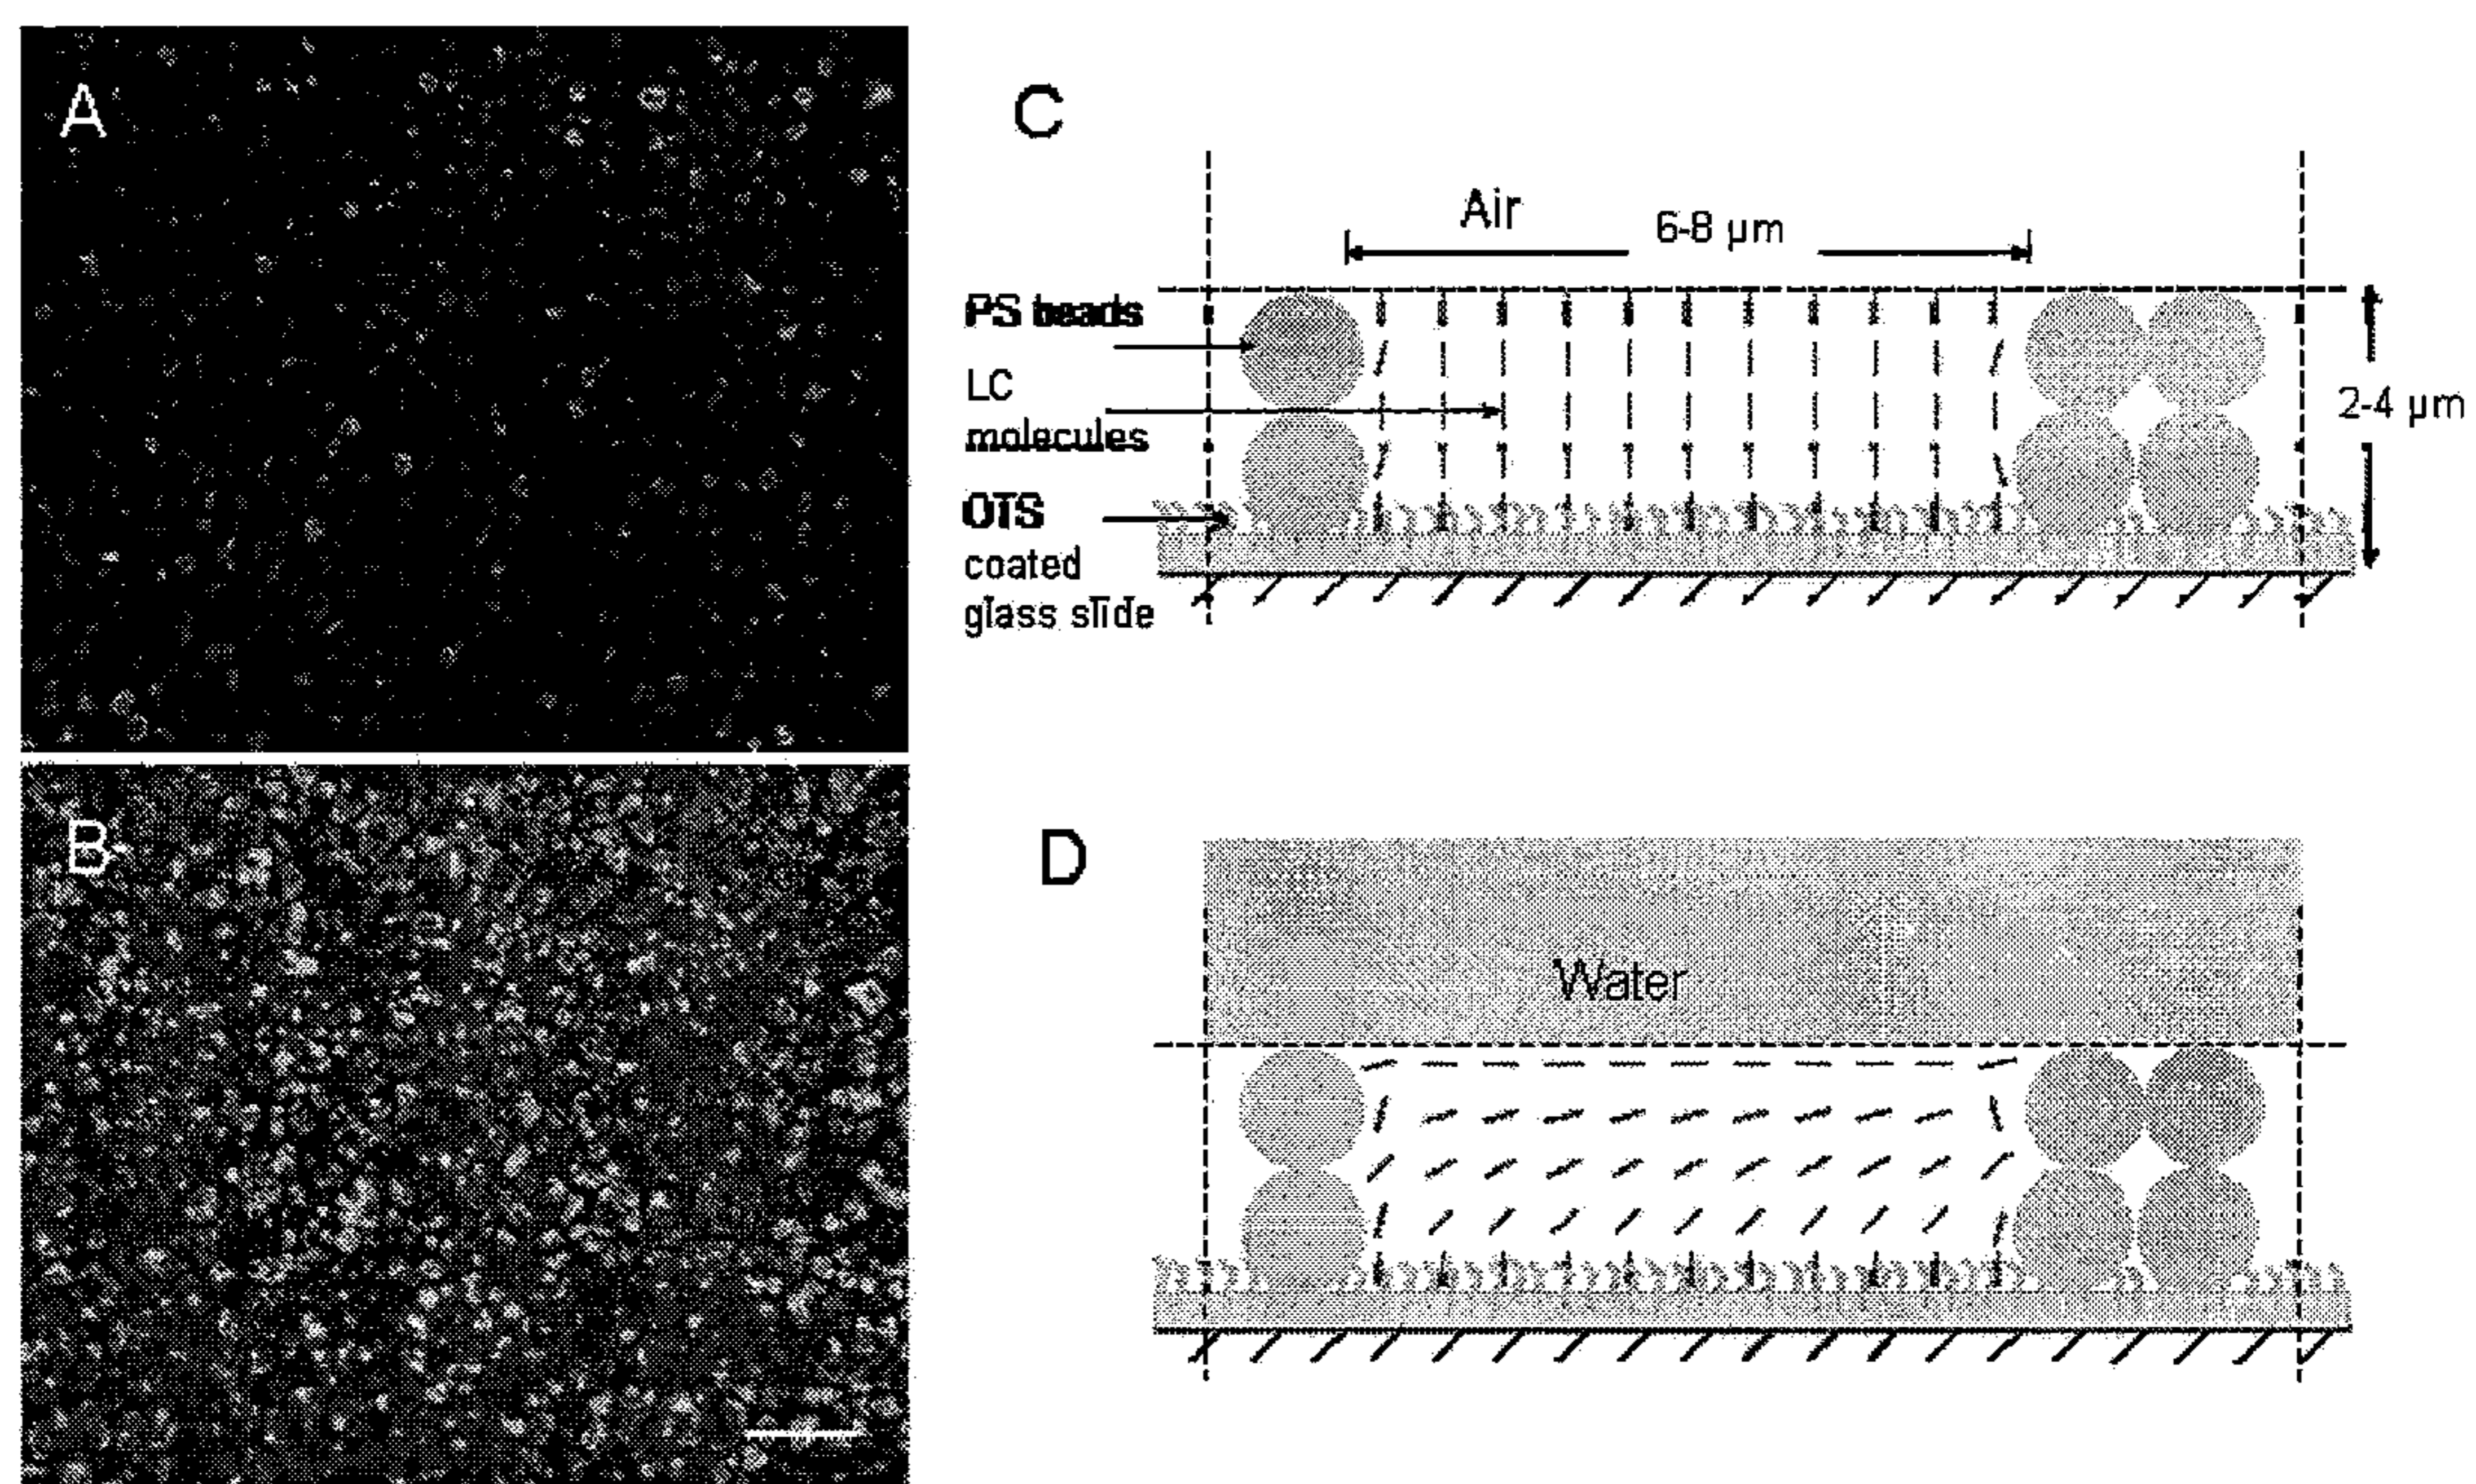 A
B
C
Air
6-8 µm
PS beads
LC
molecules
OTS
coated
glass slide
2-4 µm
D
Water